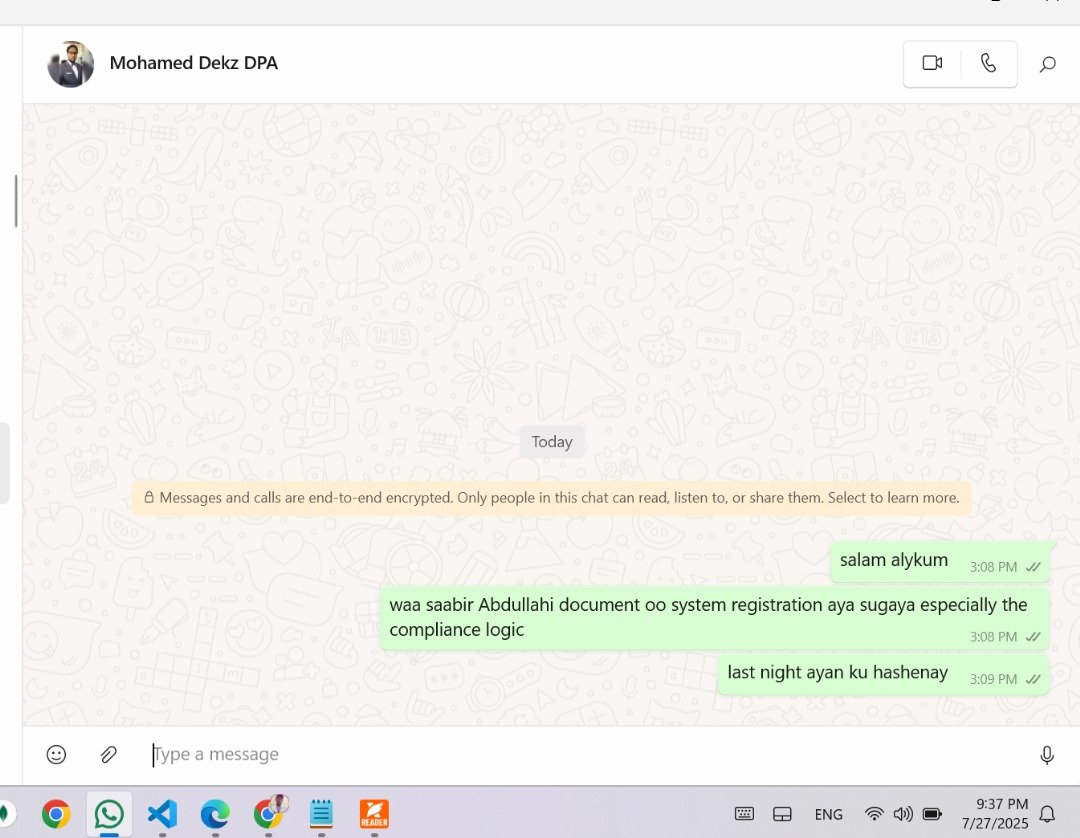 Mohamed Dekz DPA
Today
Messages and calls are end-to-end encrypted. Only people in this chat can read, listen to, or share them. Select to learn more.
salam alykum
3:08 PM
waa saabir Abdullahi document oo system registration aya sugaya especially the
compliance logic
3:08 PM
last night ayan ku hashenay
3:09 PM
Type a message
READER
ENG
9:37 PM
7/27/2025